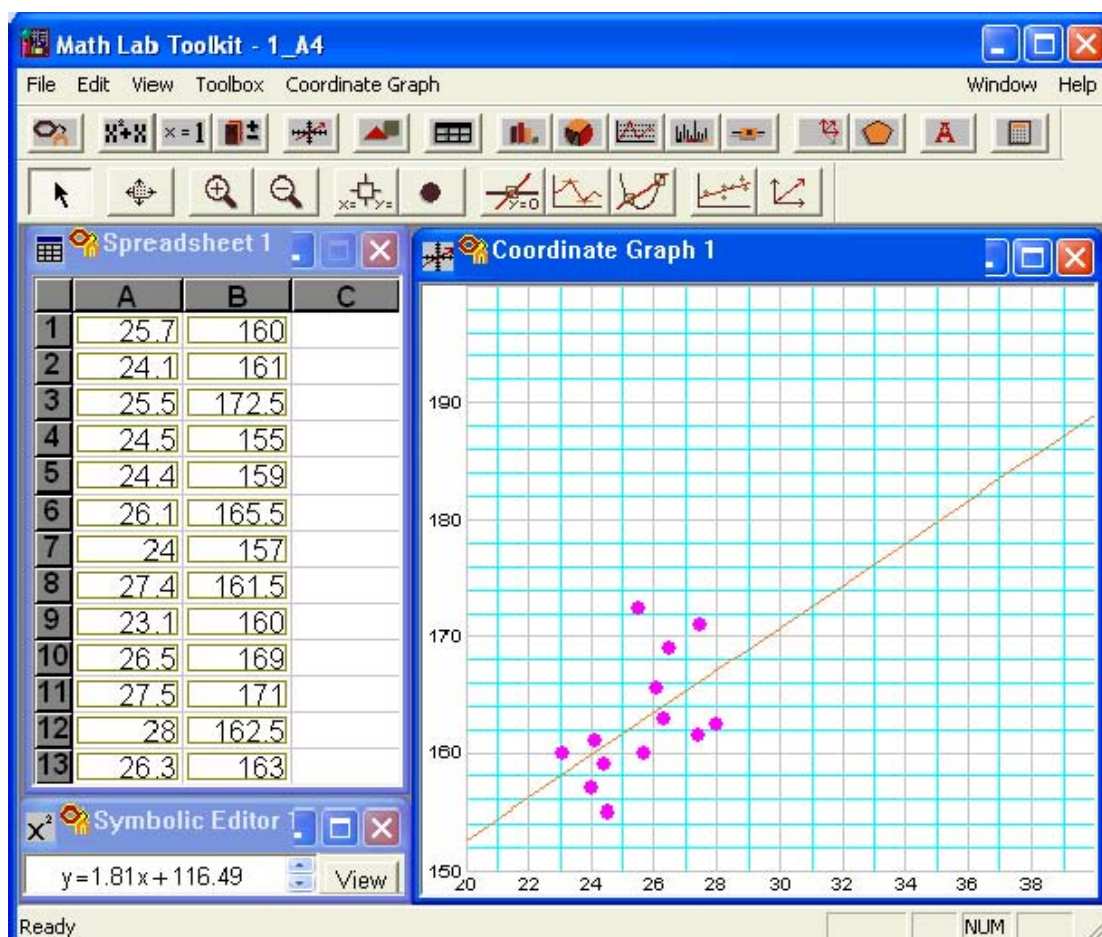 Math Lab Toolkit - 1_A4
File Edit View Toolbox Coordinate Graph Window Help
x²+x x=1 ±
A
x= y= y=0
Spreadsheet 1
A B C
1 25.7 160
2 24.1 161
3 25.5 172.5
4 24.5 155
5 24.4 159
6 26.1 165.5
7 24 157
8 27.4 161.5
9 23.1 160
10 26.5 169
11 27.5 171
12 28 162.5
13 26.3 163
Symbolic Editor 1
x²
y=1.81x+116.49 View
Coordinate Graph 1
190
180
170
160
150
20 22 24 26 28 30 32 34 36 38
Ready NUM